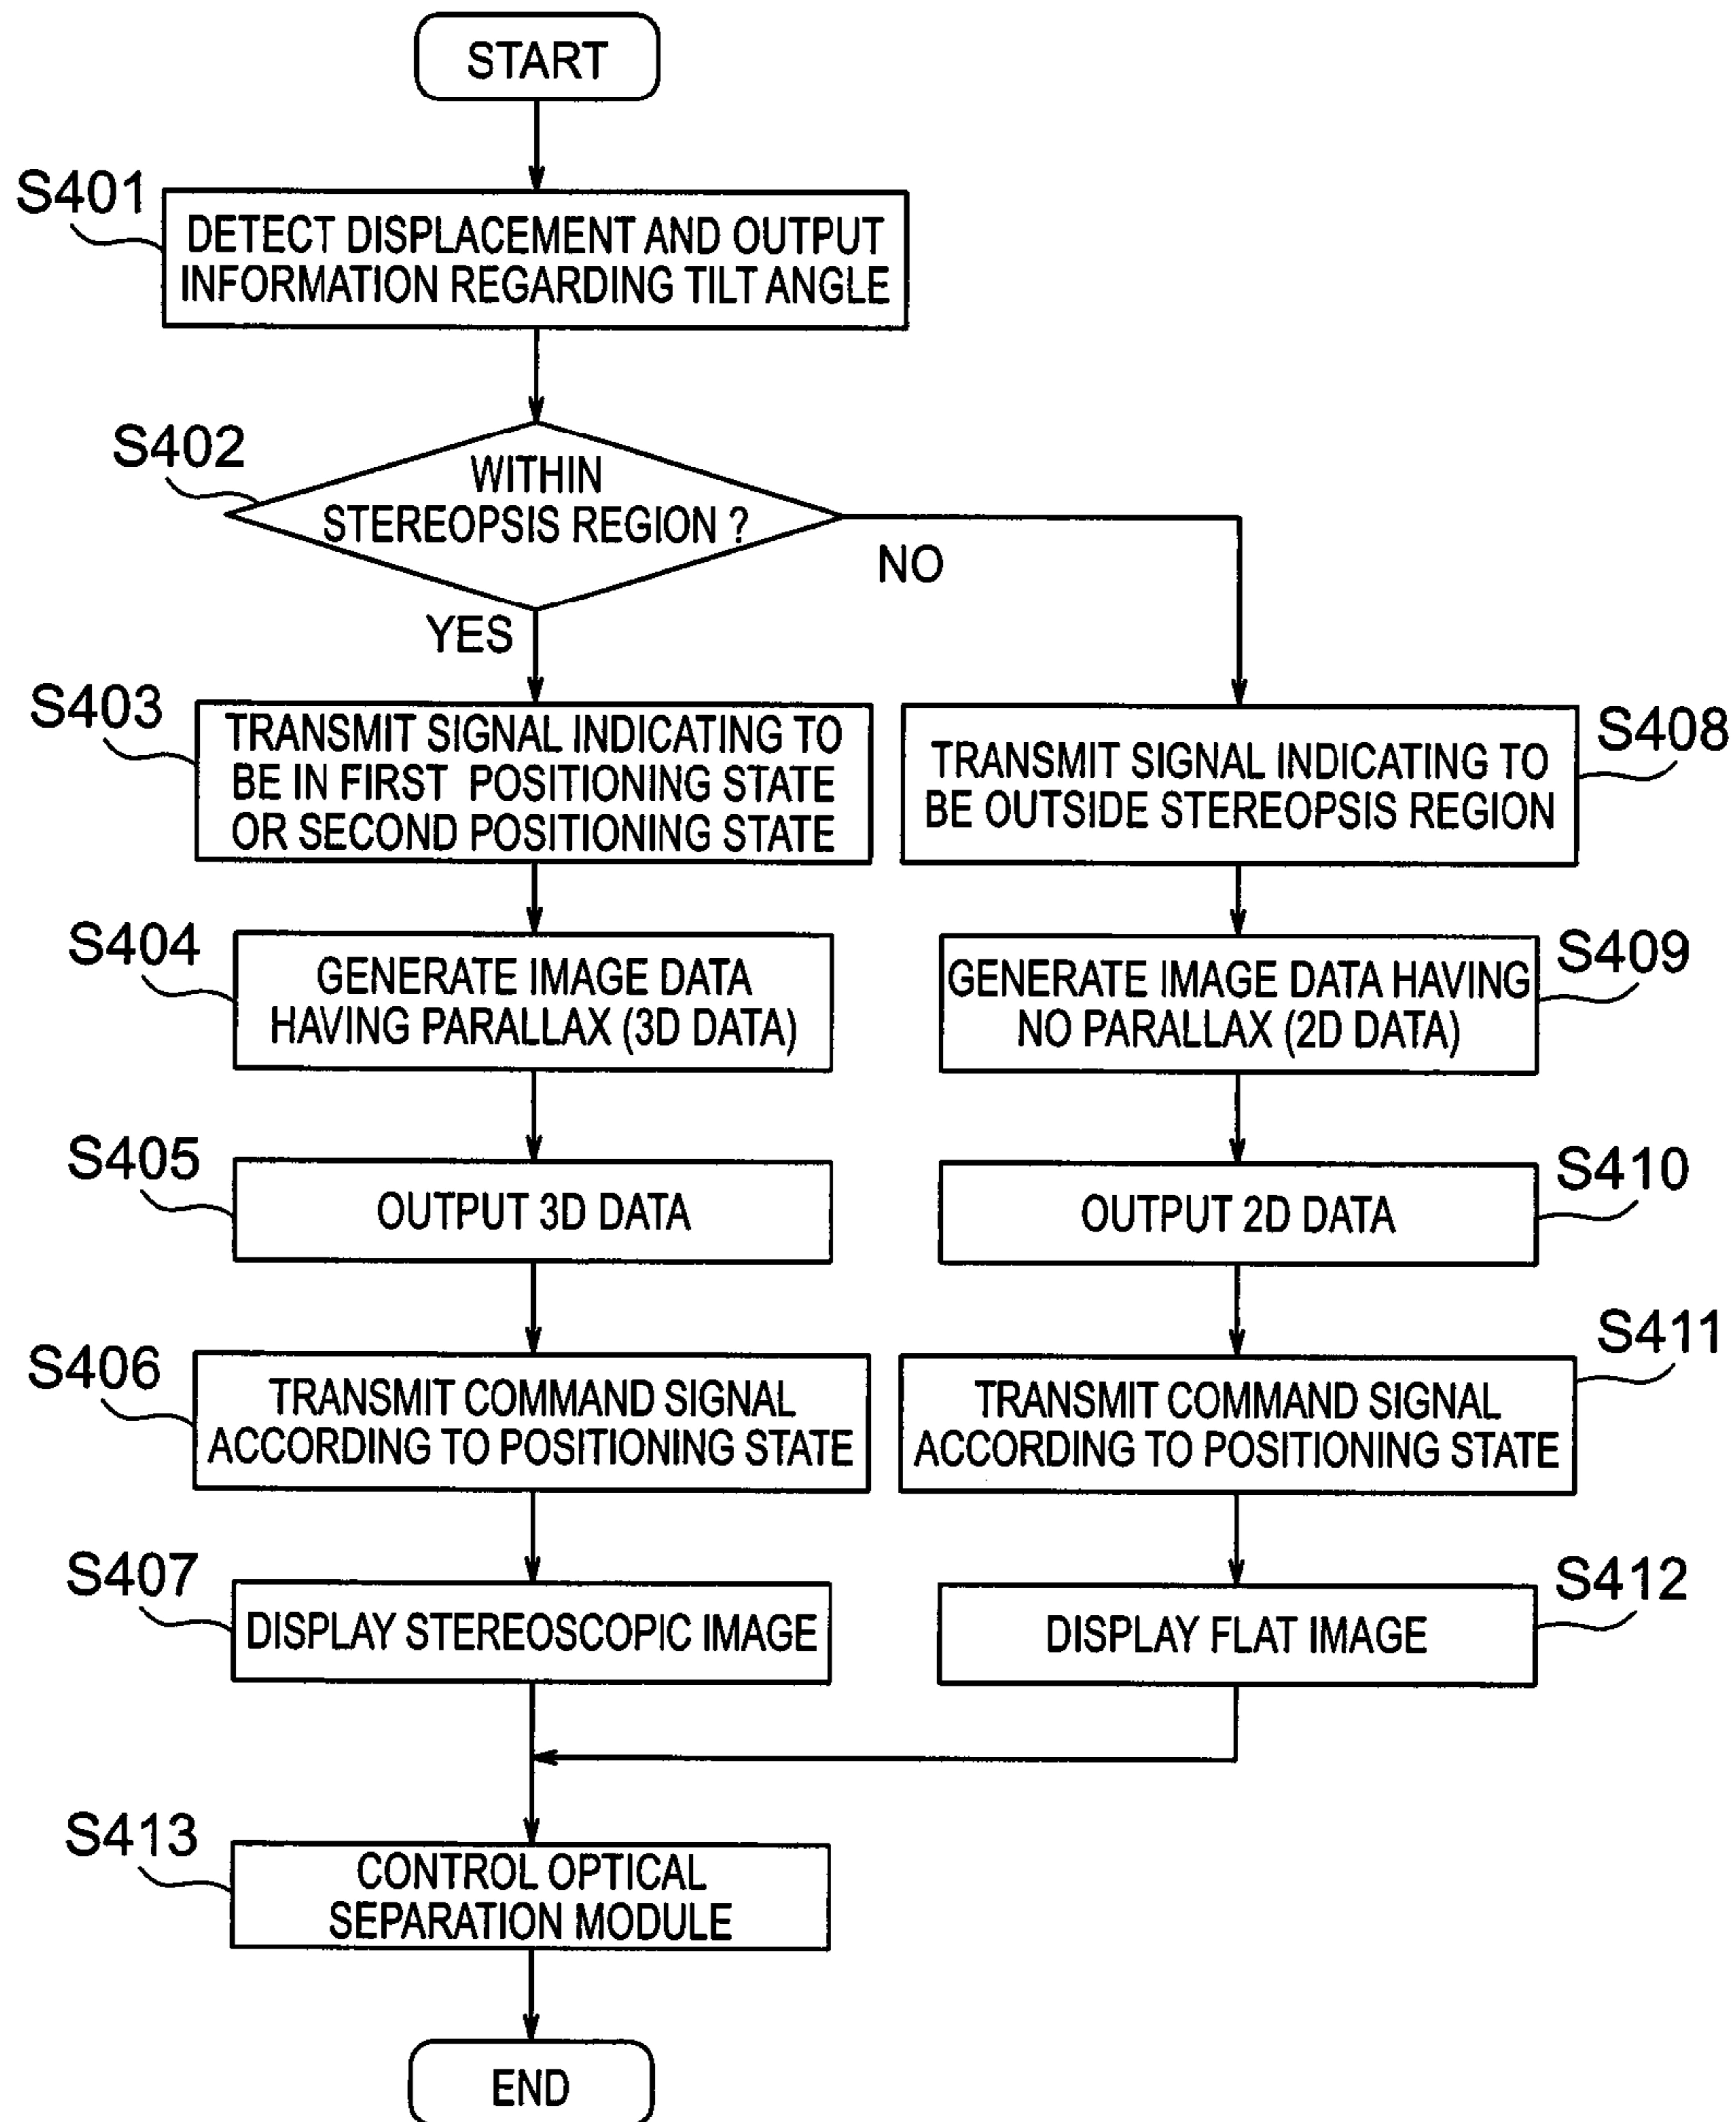 START
S401
DETECT DISPLACEMENT AND OUTPUT
INFORMATION REGARDING TILT ANGLE
S402
WITHIN
STEREOPSIS REGION ?
NO
YES
S403
TRANSMIT SIGNAL INDICATING TO
BE IN FIRST POSITIONING STATE
OR SECOND POSITIONING STATE
S408
TRANSMIT SIGNAL INDICATING TO
BE OUTSIDE STEREOPSIS REGION
S404
GENERATE IMAGE DATA
HAVING PARALLAX (3D DATA)
S409
GENERATE IMAGE DATA HAVING
NO PARALLAX (2D DATA)
S405
OUTPUT 3D DATA
S410
OUTPUT 2D DATA
S406
TRANSMIT COMMAND SIGNAL
ACCORDING TO POSITIONING STATE
S411
TRANSMIT COMMAND SIGNAL
ACCORDING TO POSITIONING STATE
S407
DISPLAY STEREOSCOPIC IMAGE
S412
DISPLAY FLAT IMAGE
S413
CONTROL OPTICAL
SEPARATION MODULE
END